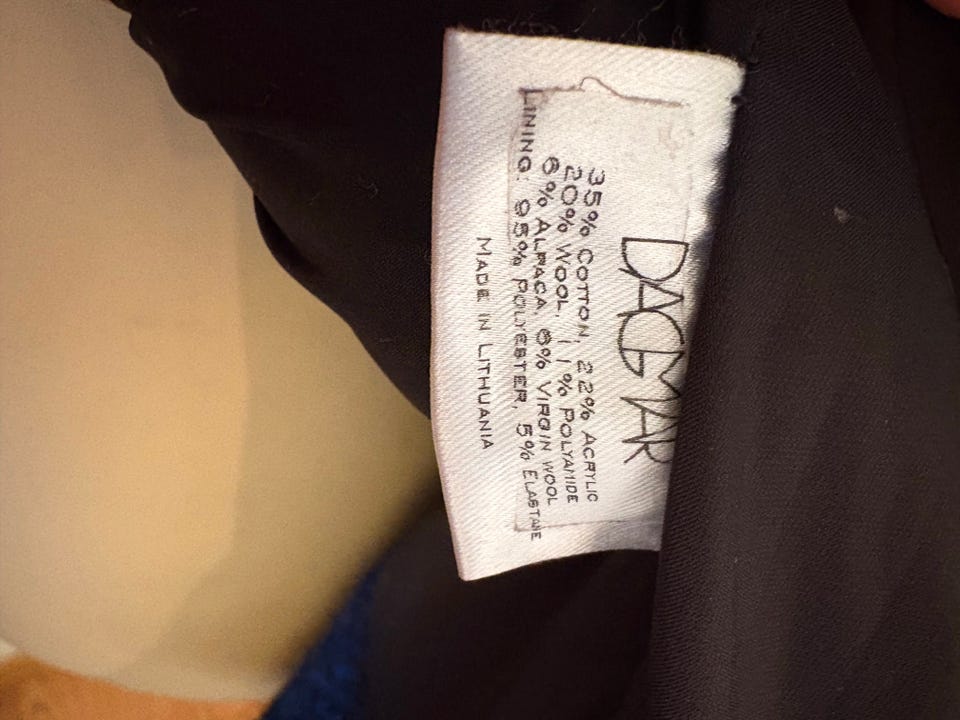 DAGMAR
35% COTTON, 22% ACRYLIC
20% WOOL, 11% POLYAMIDE
6% ALPACA, 6% VIRGIN WOOL
LINING: 95% POLYESTER, 5% ELASTANE
MADE IN LITHUANIA